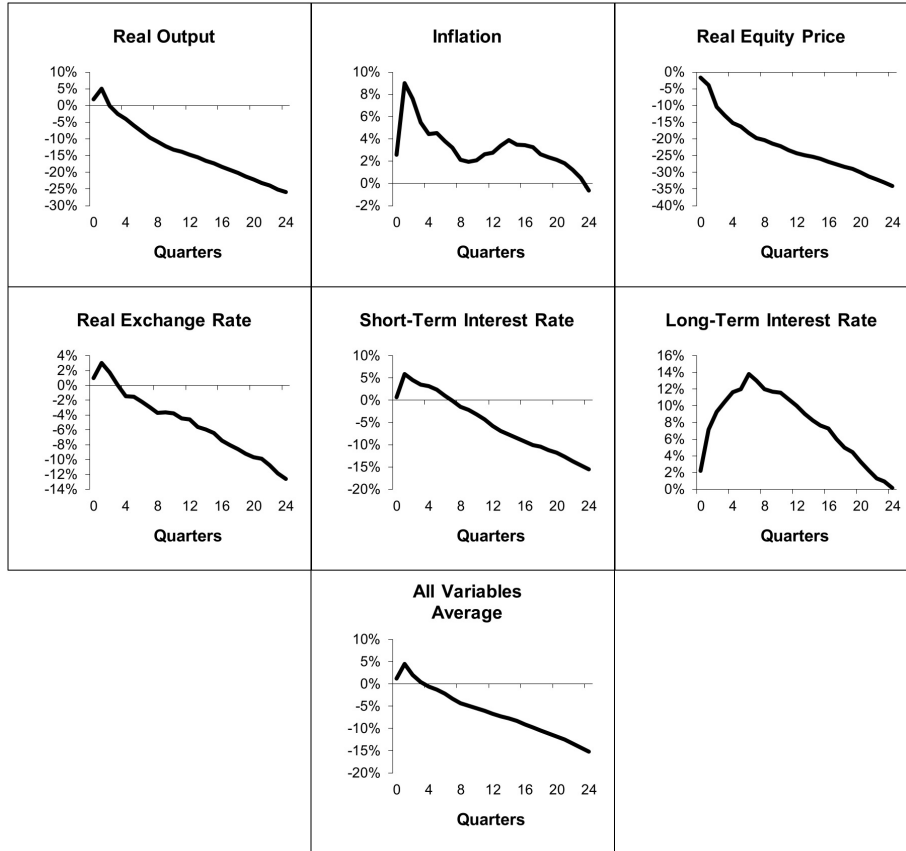 Real Output
10%
5%
0%
-5%
-10%
-15%
-20%
-25%
-30%
0 4 8 12 16 20 24
Quarters
Inflation
10%
8%
6%
4%
2%
0%
-2%
0 4 8 12 16 20 24
Quarters
Real Equity Price
0%
-5%
-10%
-15%
-20%
-25%
-30%
-35%
-40%
0 4 8 12 16 20 24
Quarters
Real Exchange Rate
4%
2%
0%
-2%
-4%
-6%
-8%
-10%
-12%
-14%
0 4 8 12 16 20 24
Quarters
Short-Term Interest Rate
10%
5%
0%
-5%
-10%
-15%
-20%
0 4 8 12 16 20 24
Quarters
Long-Term Interest Rate
16%
14%
12%
10%
8%
6%
4%
2%
0%
0 4 8 12 16 20 24
Quarters
All Variables
Average
10%
5%
0%
-5%
-10%
-15%
-20%
0 4 8 12 16 20 24
Quarters